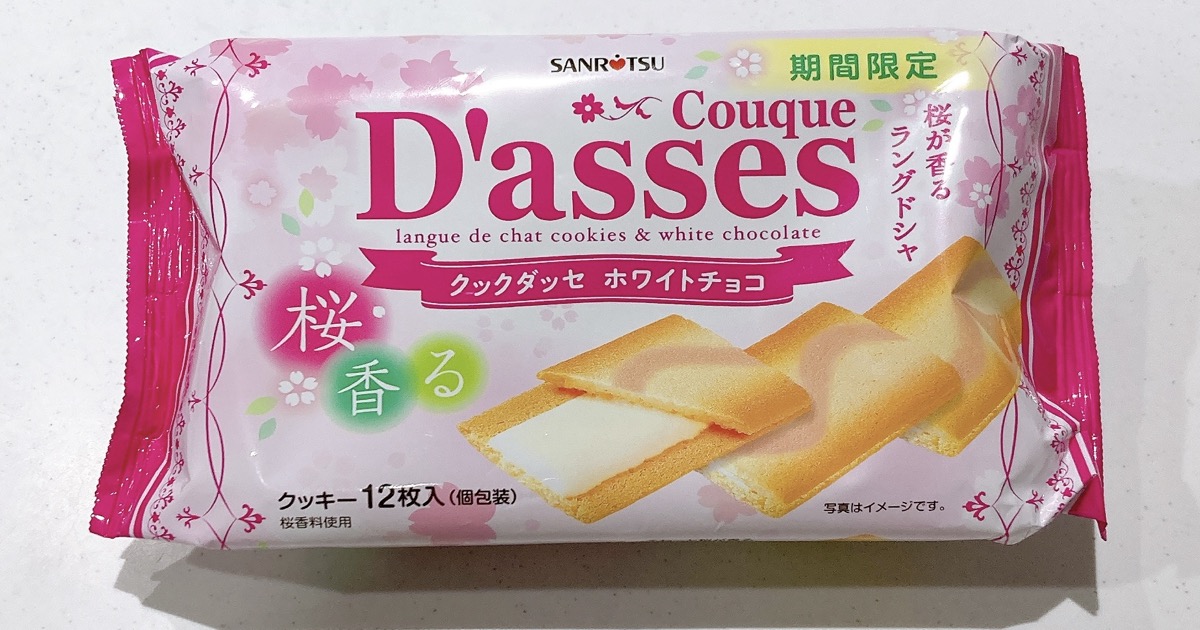 SANRITSU
期間限定
Couque
D'asses
langue de chat cookies & white chocolate
クックダッセ ホワイトチョコ
桜が香る
ラングドシャ
桜
香
る
クッキー12枚入(個包装)
桜香料使用
写真はイメージです。